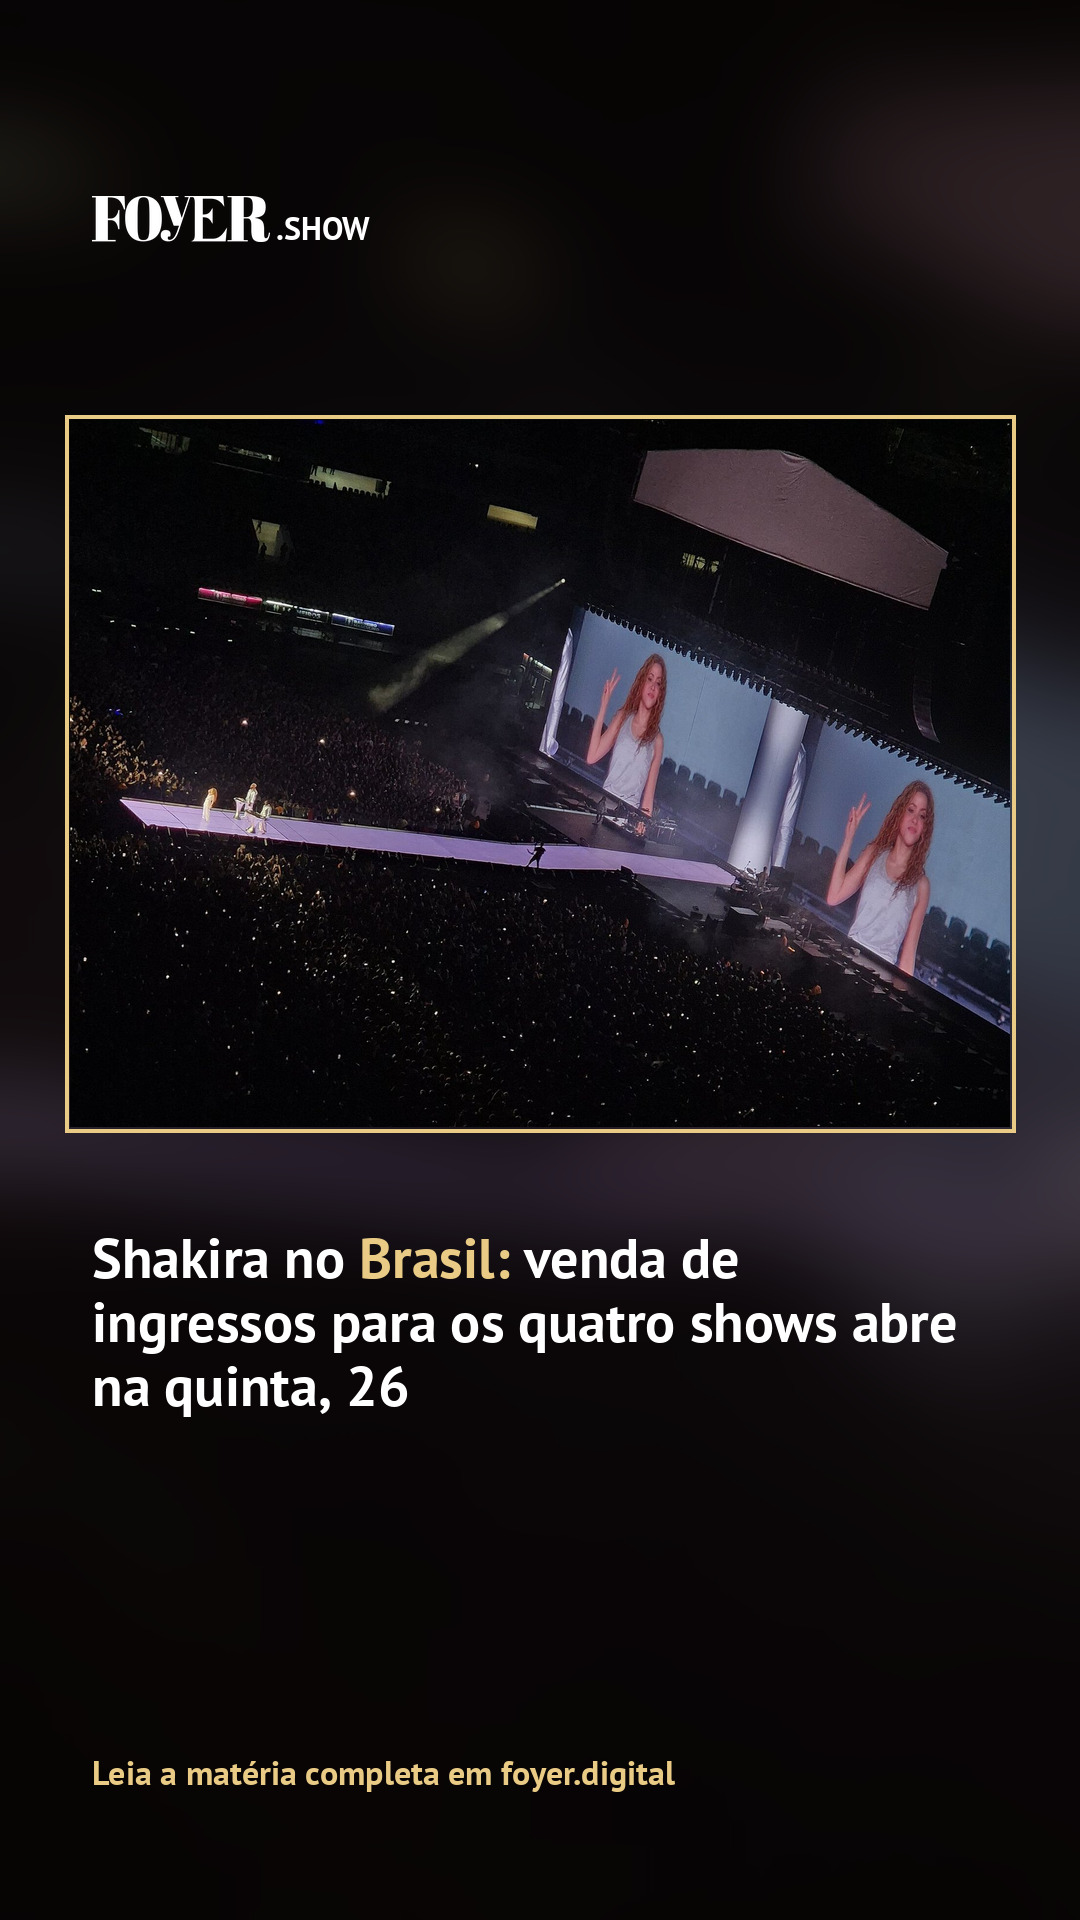 FOYER.SHOW
Shakira no Brasil: venda de
ingressos para os quatro shows abre
na quinta, 26
Leia a matéria completa em foyer.digital